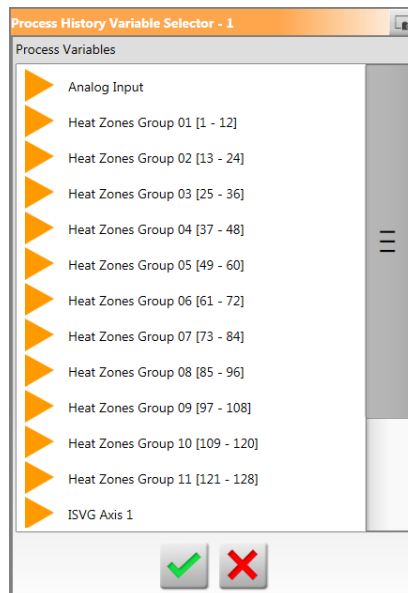 Process History Variable Selector - 1
Process Variables
Analog Input
Heat Zones Group 01 [1 - 12]
Heat Zones Group 02 [13 - 24]
Heat Zones Group 03 [25 - 36]
Heat Zones Group 04 [37 - 48]
Heat Zones Group 05 [49 - 60]
Heat Zones Group 06 [61 - 72]
Heat Zones Group 07 [73 - 84]
Heat Zones Group 08 [85 - 96]
Heat Zones Group 09 [97 - 108]
Heat Zones Group 10 [109 - 120]
Heat Zones Group 11 [121 - 128]
ISVG Axis 1